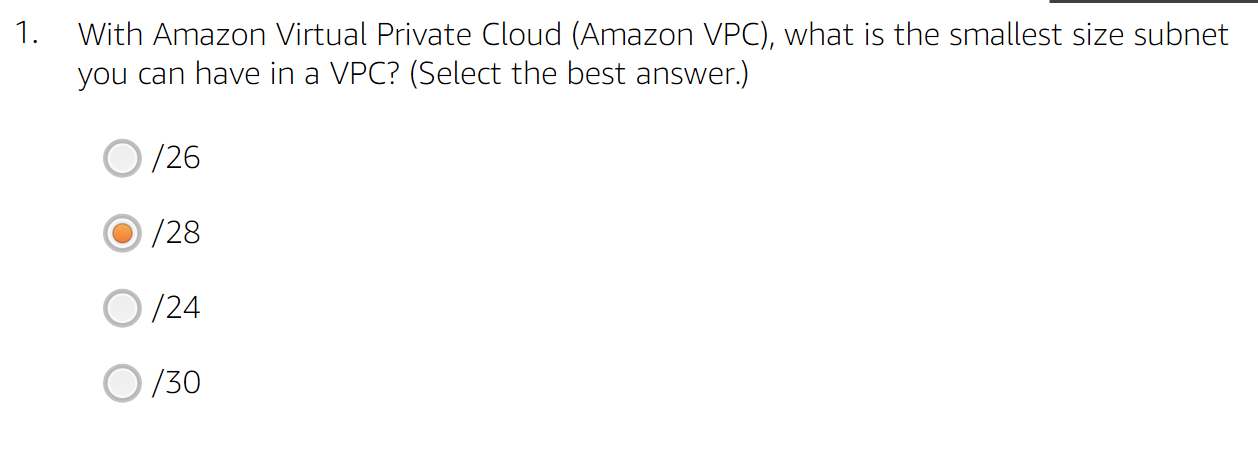 1. With Amazon Virtual Private Cloud (Amazon VPC), what is the smallest size subnet
you can have in a VPC? (Select the best answer.)
/26
/28
/24
/30